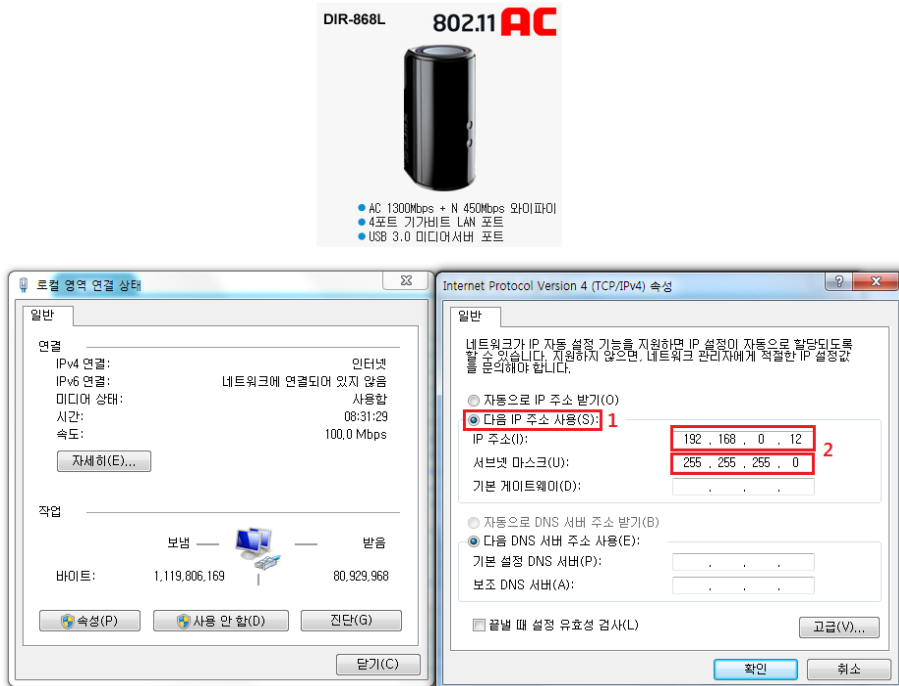 DIR-868L
802.11 AC
AC 1300Mbps + N 450Mbps 와이파이
4포트 기가비트 LAN 포트
USB 3.0 미디어서버 포트
로컬 영역 연결 상태
일반
연결
IPv4 연결: 인터넷
IPv6 연결: 네트워크에 연결되어 있지 않음
미디어 상태: 사용함
시간: 08:31:29
속도: 100.0 Mbps
자세히(E)...
작업
보냄 받음
바이트: 1,119,806,169 80,929,968
속성(P) 사용 안 함(D) 진단(G)
닫기(C)
Internet Protocol Version 4 (TCP/IPv4) 속성
일반
네트워크가 IP 자동 설정 기능을 지원하면 IP 설정이 자동으로 할당되도록
할 수 있습니다. 지원하지 않으면, 네트워크 관리자에게 적절한 IP 설정값
을 문의해야 합니다.
자동으로 IP 주소 받기(O)
다음 IP 주소 사용(S): 1
IP 주소(I): 192 . 168 . 0 . 12
2
서브넷 마스크(U): 255 . 255 . 255 . 0
기본 게이트웨이(D): . . .
자동으로 DNS 서버 주소 받기(B)
다음 DNS 서버 주소 사용(E):
기본 설정 DNS 서버(P): . . .
보조 DNS 서버(A): . . .
끝낼 때 설정 유효성 검사(L)
고급(V)...
확인 취소